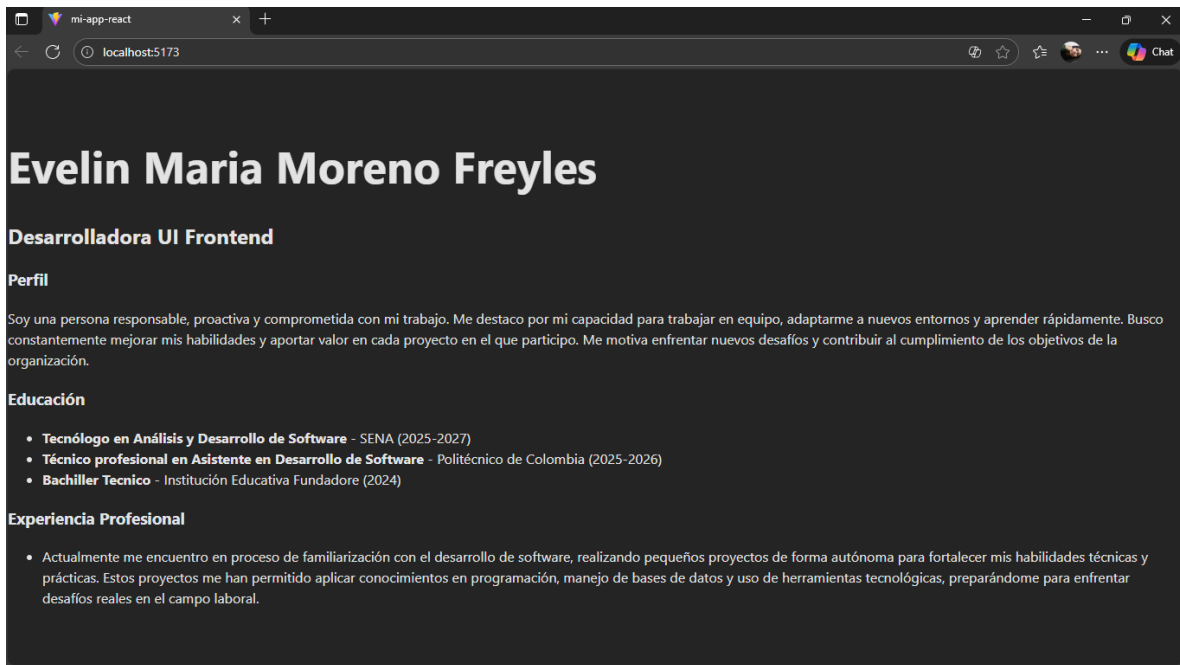 mi-app-react
localhost:5173
Chat
Evelin Maria Moreno Freyles
Desarrolladora UI Frontend
Perfil
Soy una persona responsable, proactiva y comprometida con mi trabajo. Me destaco por mi capacidad para trabajar en equipo, adaptarme a nuevos entornos y aprender rápidamente. Busco
constantemente mejorar mis habilidades y aportar valor en cada proyecto en el que participo. Me motiva enfrentar nuevos desafíos y contribuir al cumplimiento de los objetivos de la
organización.
Educación
• Tecnólogo en Análisis y Desarrollo de Software - SENA (2025-2027)
• Técnico profesional en Asistente en Desarrollo de Software - Politécnico de Colombia (2025-2026)
• Bachiller Tecnico - Institución Educativa Fundadore (2024)
Experiencia Profesional
• Actualmente me encuentro en proceso de familiarización con el desarrollo de software, realizando pequeños proyectos de forma autónoma para fortalecer mis habilidades técnicas y
prácticas. Estos proyectos me han permitido aplicar conocimientos en programación, manejo de bases de datos y uso de herramientas tecnológicas, preparándome para enfrentar
desafíos reales en el campo laboral.